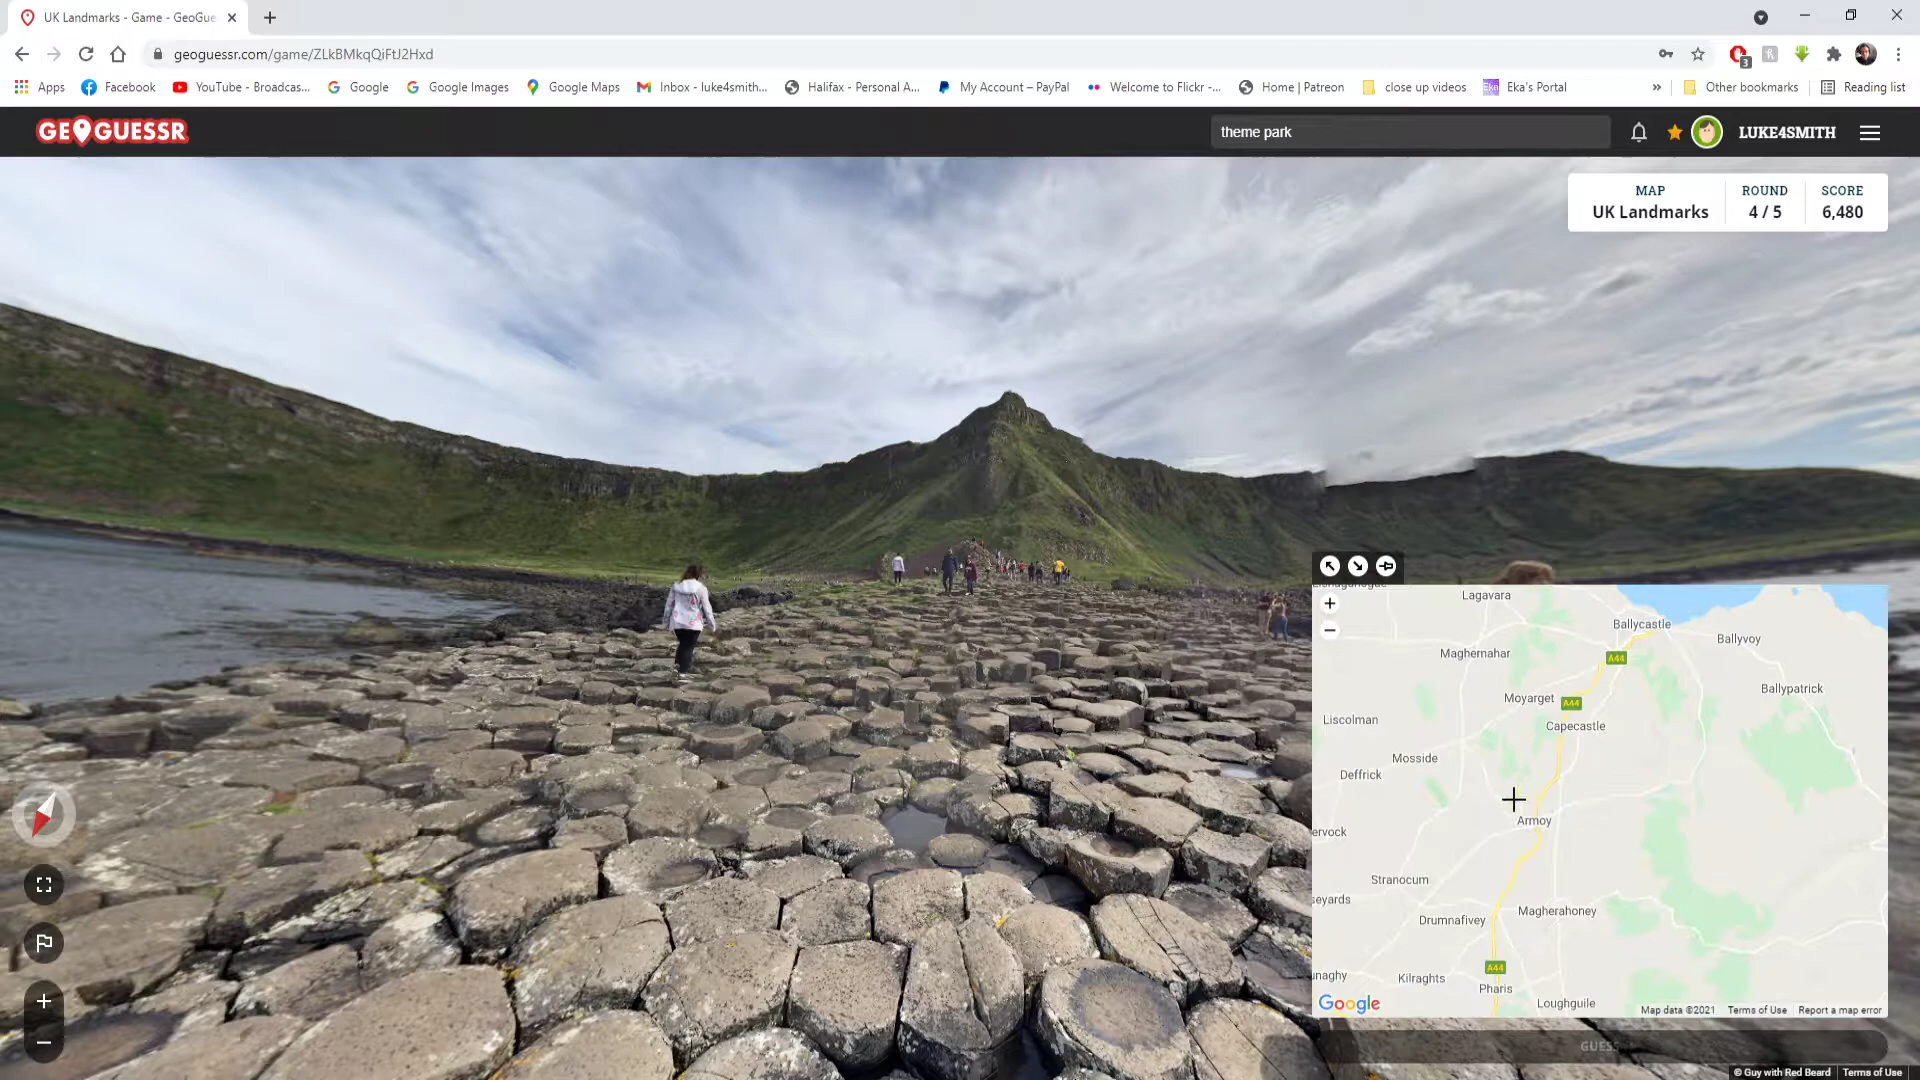 UK Landmarks - Game - GeoGue
geoguessr.com/game/ZLkBMkqQiFtJ2Hxd
3
Apps
Facebook
YouTube - Broadcas...
Google
Google Images
Google Maps
Inbox - luke4smith...
Halifax - Personal A...
My Account – PayPal
Welcome to Flickr -...
Home | Patreon
close up videos
Eka
Eka's Portal
»
Other bookmarks
Reading list
GEOGUESSR
theme park
LUKE4SMITH
MAP
UK Landmarks
ROUND
4 / 5
SCORE
6,480
Lagavara
Ballycastle
Ballyvoy
Maghernahar
A44
Ballypatrick
Moyarget
A44
Liscolman
Capecastle
Mosside
Deffrick
Armoy
ervock
Stranocum
seyards
Magherahoney
Drumnafivey
A44
Kilraghts
naghy
Pharis
Loughguile
Google
Map data ©2021
Terms of Use
Report a map error
GUESS
© Guy with Red Beard
Terms of Use